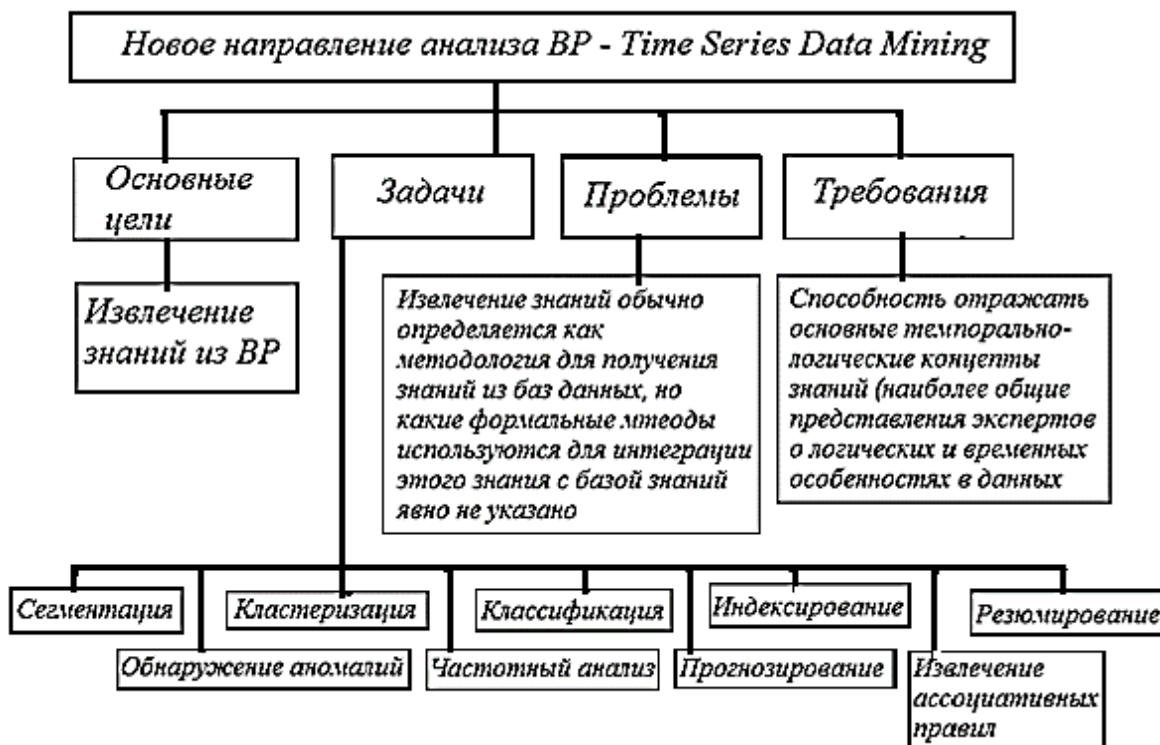 Новое направление анализа ВР - Time Series Data Mining
Основные
цели
Задачи
Проблемы
Требования
Извлечение
знаний из ВР
Извлечение знаний обычно
определяется как
методология для получения
знаний из баз данных, но
какие формальные мтеоды
используются для интеграции
этого знания с базой знаний
явно не указано
Способность отражать
основные темпорально-
логические концепты
знаний (наиболее общие
представления экспертов
о логических и временных
особенностях в данных
Сегментация
Кластеризация
Классификация
Индексирование
Резюмирование
Обнаружение аномалий
Частотный анализ
Прогнозирование
Извлечение
ассоциативных
правил